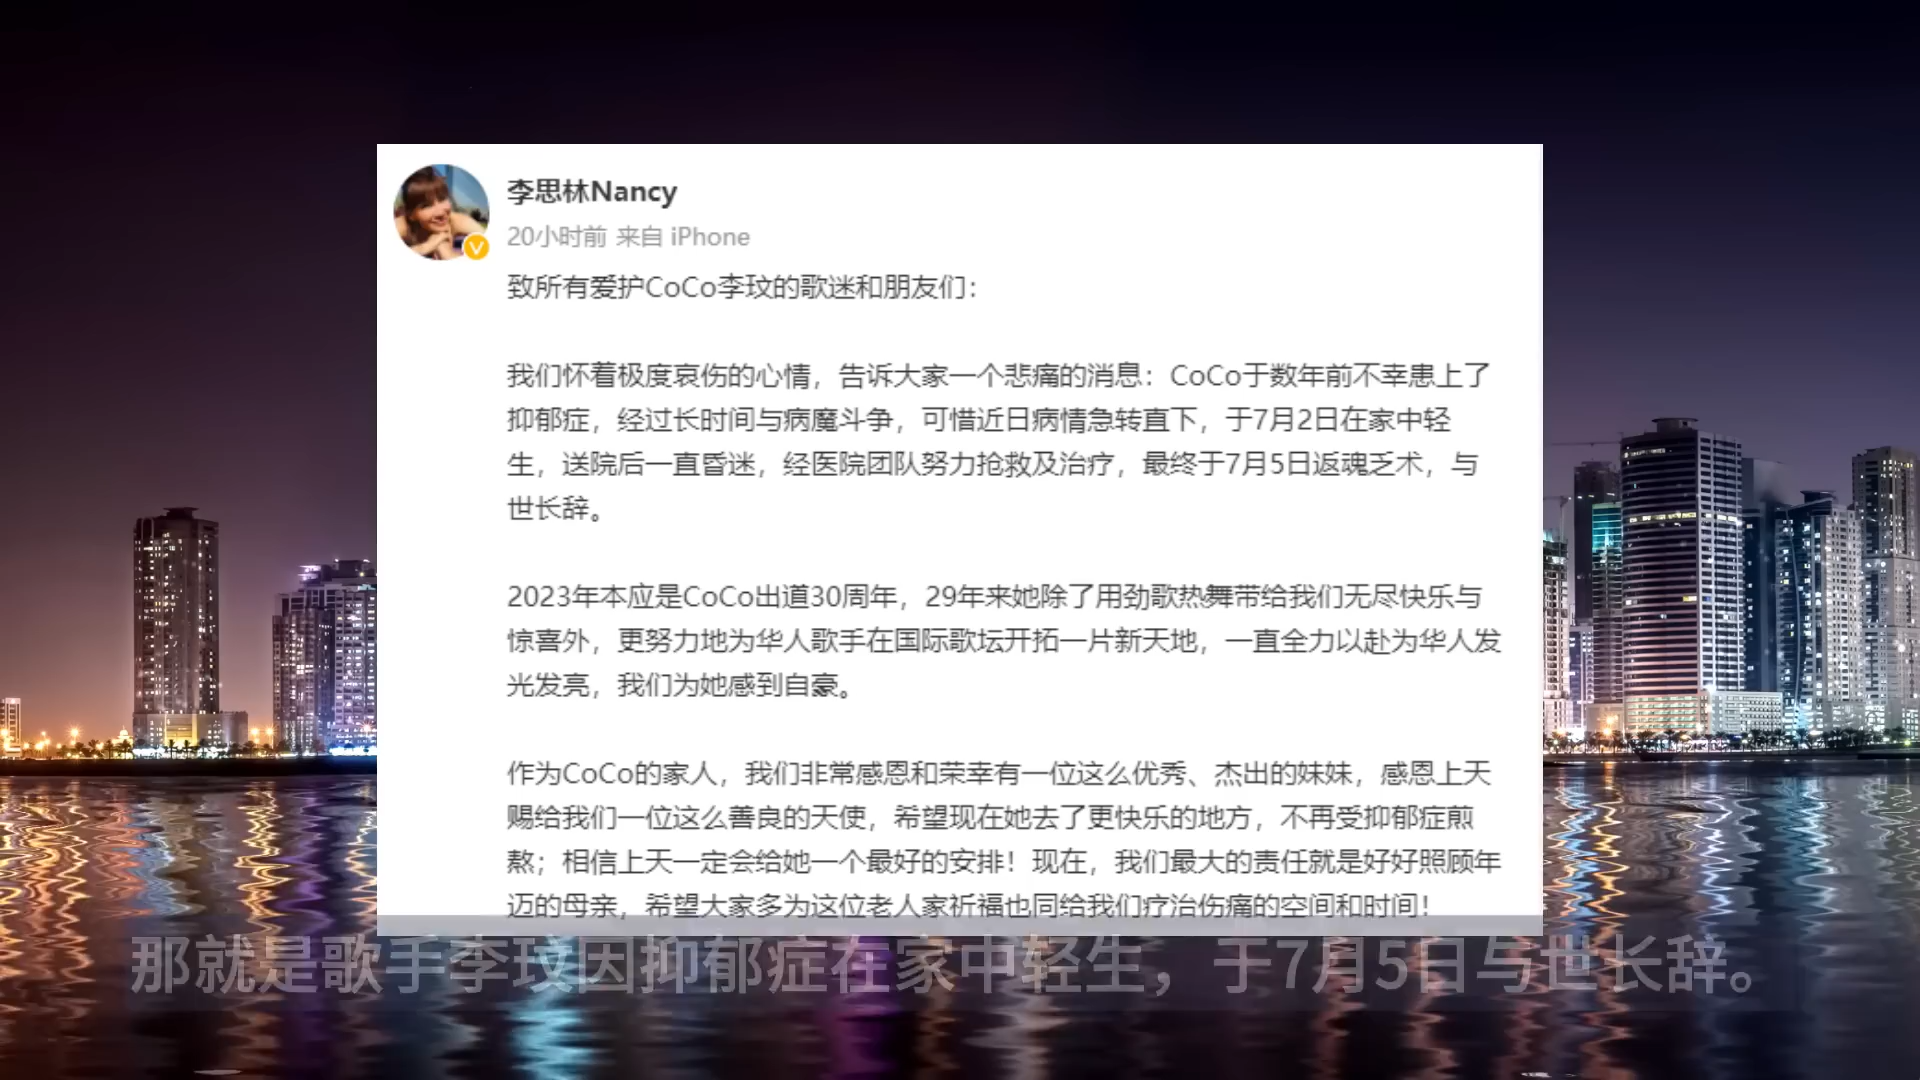 李思林Nancy
20小时前 来自 iPhone
致所有爱护CoCo李玟的歌迷和朋友们：
我们怀着极度哀伤的心情，告诉大家一个悲痛的消息：CoCo于数年前不幸患上了
抑郁症，经过长时间与病魔斗争，可惜近日病情急转直下，于7月2日在家中轻
生，送院后一直昏迷，经医院团队努力抢救及治疗，最终于7月5日返魂乏术，与
世长辞。
2023年本应是CoCo出道30周年，29年来她除了用劲歌热舞带给我们无尽快乐与
惊喜外，更努力地为华人歌手在国际歌坛开拓一片新天地，一直全力以赴为华人发
光发亮，我们为她感到自豪。
作为CoCo的家人，我们非常感恩和荣幸有一位这么优秀、杰出的妹妹，感恩上天
赐给我们一位这么善良的天使，希望现在她去了更快乐的地方，不再受抑郁症煎
熬；相信上天一定会给她一个最好的安排！现在，我们最大的责任就是好好照顾年
迈的母亲，希望大家多为这位老人家祈福也同给我们疗治伤痛的空间和时间！
那就是歌手李玟因抑郁症在家中轻生，于7月5日与世长辞。